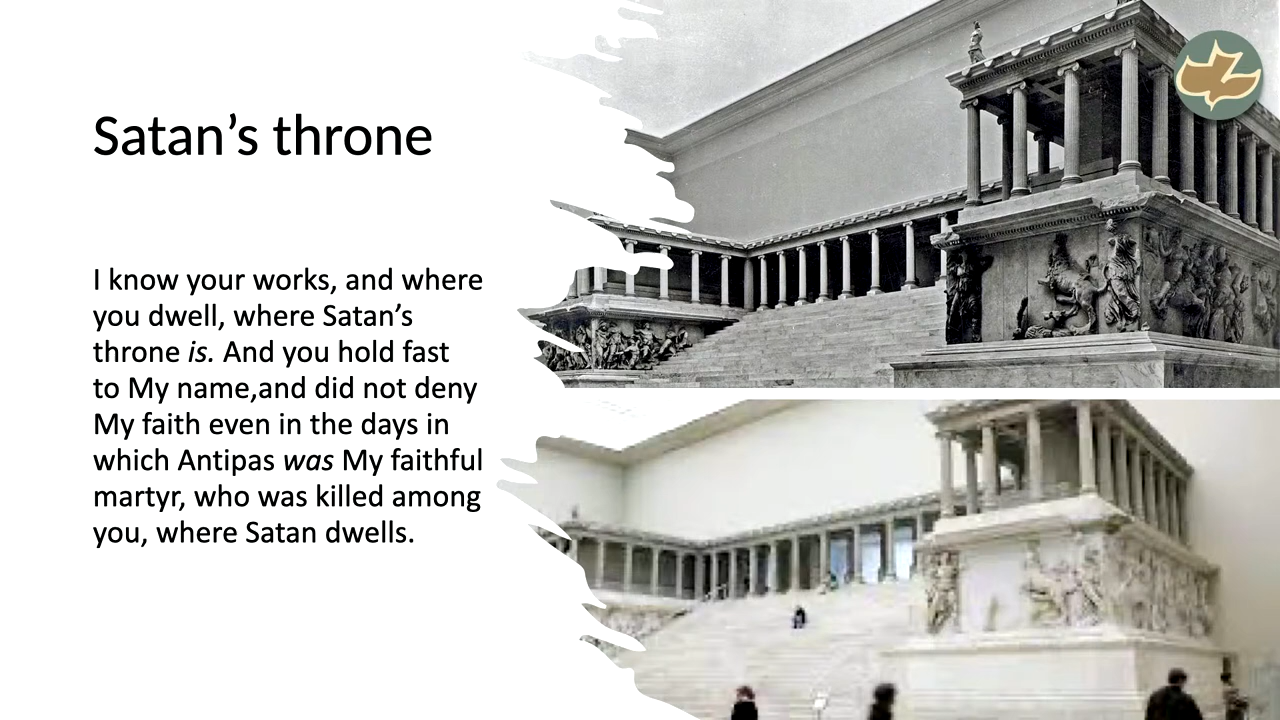 Satan’s throne
I know your works, and where
you dwell, where Satan’s
throne is. And you hold fast
to My name,and did not deny
My faith even in the days in
which Antipas was My faithful
martyr, who was killed among
you, where Satan dwells.